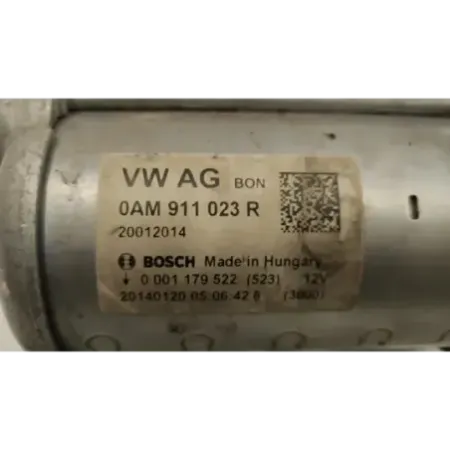 VW AG BON
0AM 911 023 R
20012014
BOSCH Made in Hungary
0 001 179 522 (523) 12V
20140120 05 06 42 8 (3600)